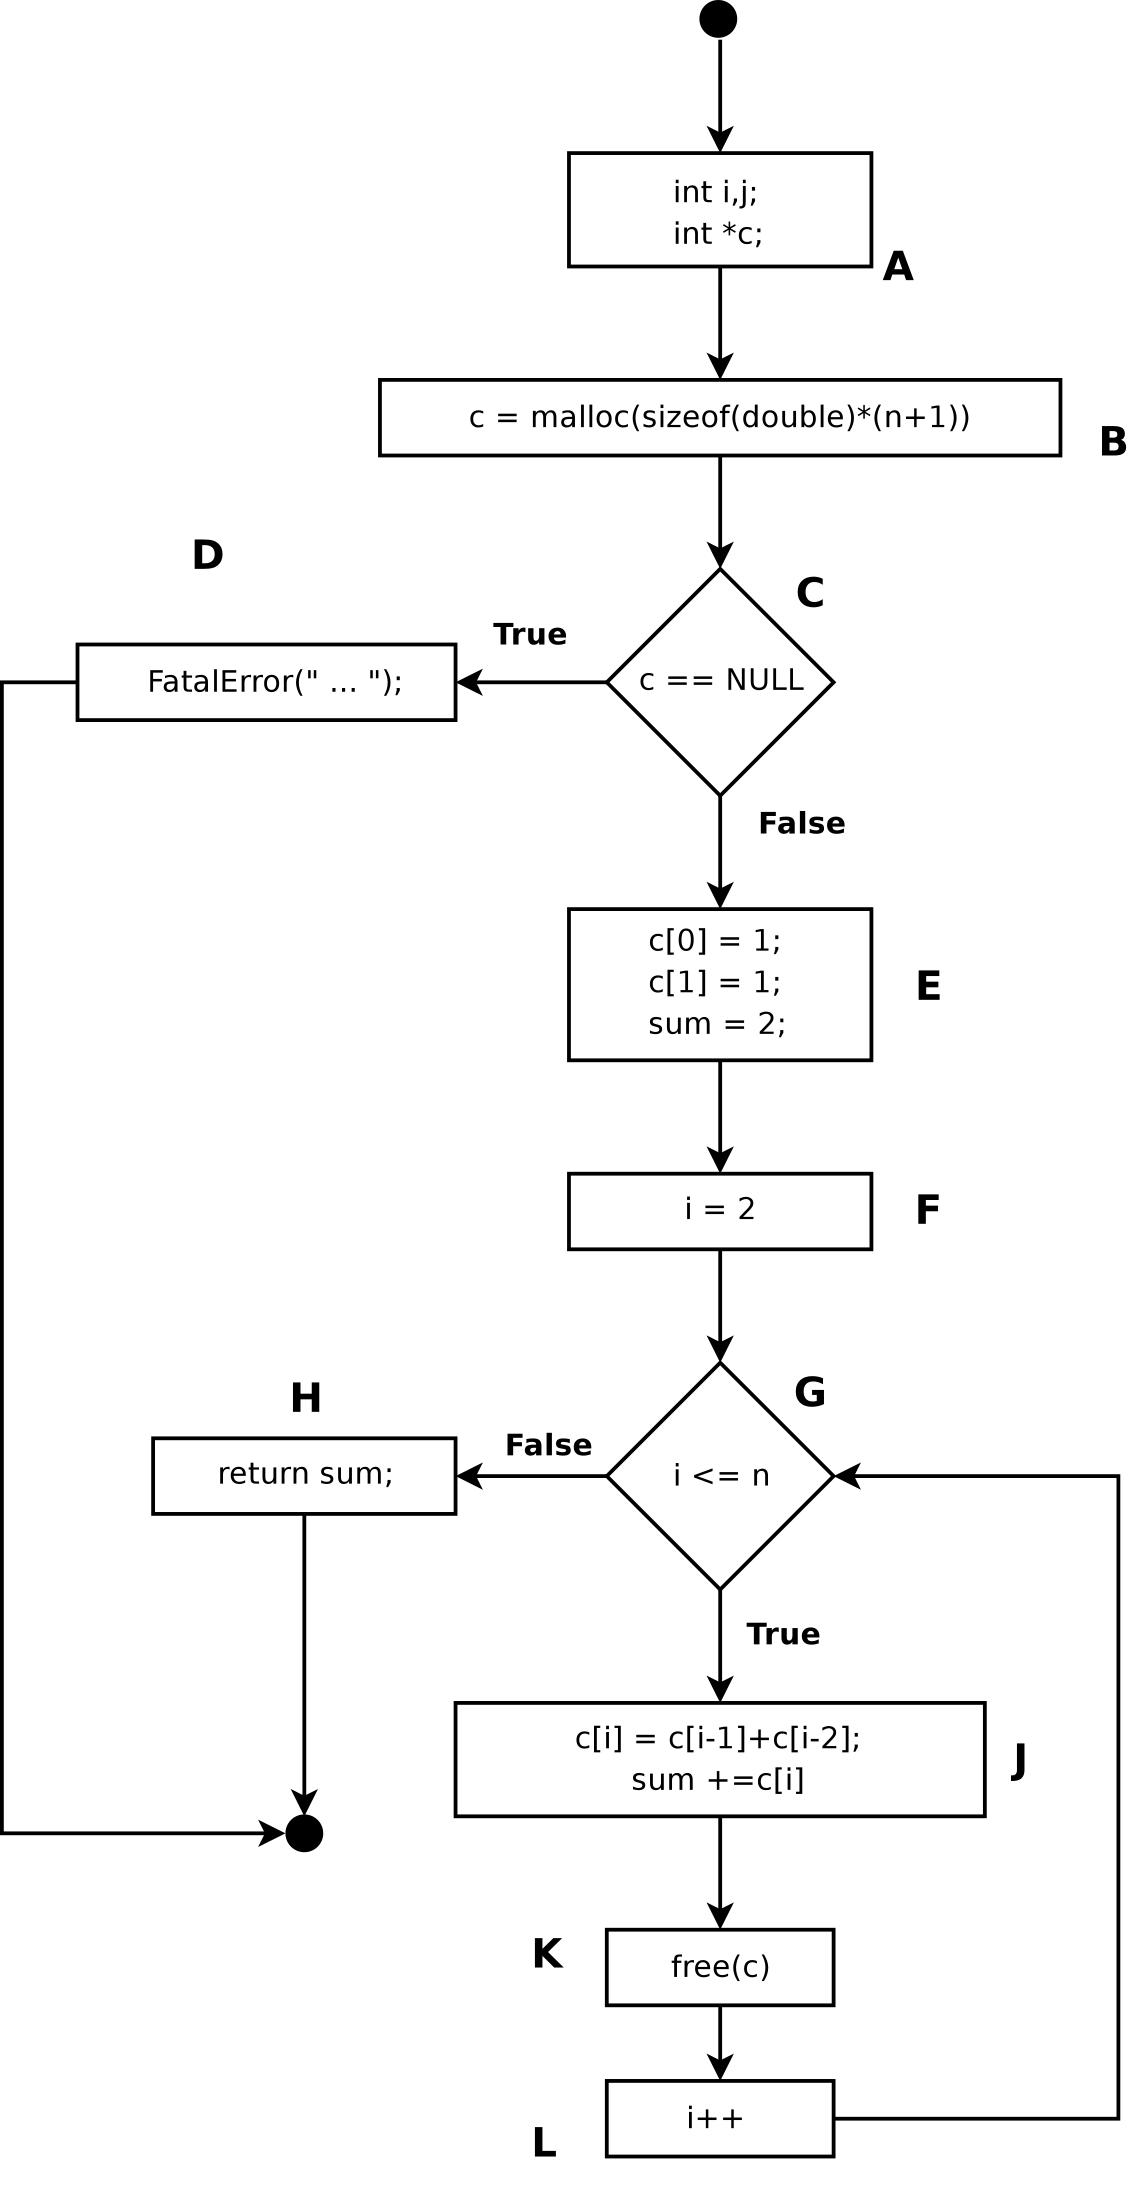 int i,j;
int *c;
A
c = malloc(sizeof(double)*(n+1))
B
D
C
True
FatalError(" ... ");
c == NULL
False
c[0] = 1;
c[1] = 1;
sum = 2;
E
i = 2
F
H
G
False
return sum;
i <= n
True
c[i] = c[i-1]+c[i-2];
sum +=c[i]
J
K
free(c)
i++
L